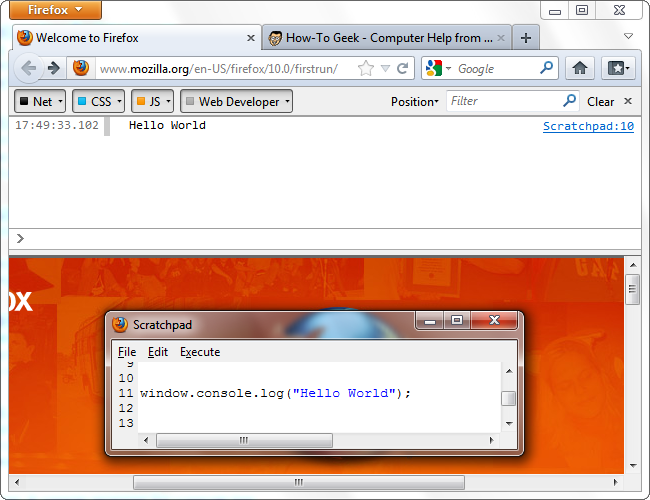 Firefox
Welcome to Firefox
How-To Geek - Computer Help from ...
www.mozilla.org/en-US/firefox/10.0/firstrun/
Google
Net CSS JS Web Developer Position Filter Clear
17:49:33.102 Hello World Scratchpad:10
OX
Scratchpad
File Edit Execute
9
10
11 window.console.log("Hello World");
12
13